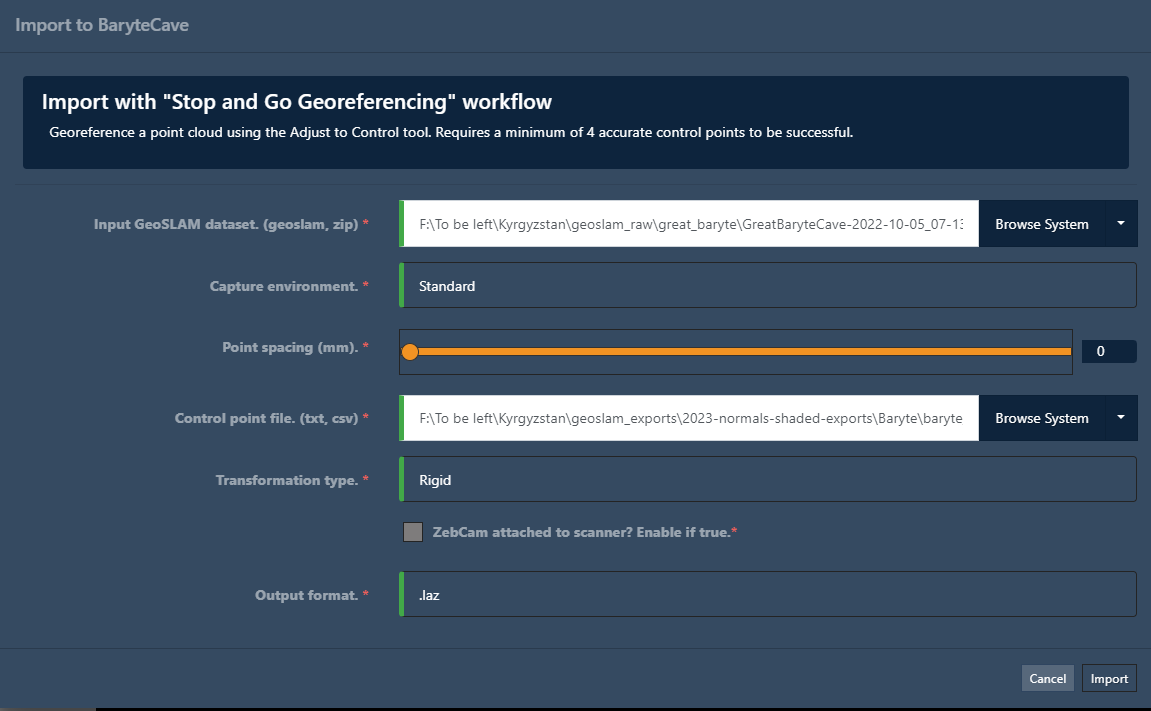 Import to BaryteCave
Import with "Stop and Go Georeferencing" workflow
Georeference a point cloud using the Adjust to Control tool. Requires a minimum of 4 accurate control points to be successful.
Input GeoSLAM dataset. (geoslam, zip) * F:\To be left\Kyrgyzstan\geoslam_raw\great_baryte\GreatBaryteCave-2022-10-05_07-13 Browse System
Capture environment. * Standard
Point spacing (mm). * 0
Control point file. (txt, csv) * F:\To be left\Kyrgyzstan\geoslam_exports\2023-normals-shaded-exports\Baryte\baryte Browse System
Transformation type. * Rigid
ZebCam attached to scanner? Enable if true.*
Output format. * .laz
Cancel Import